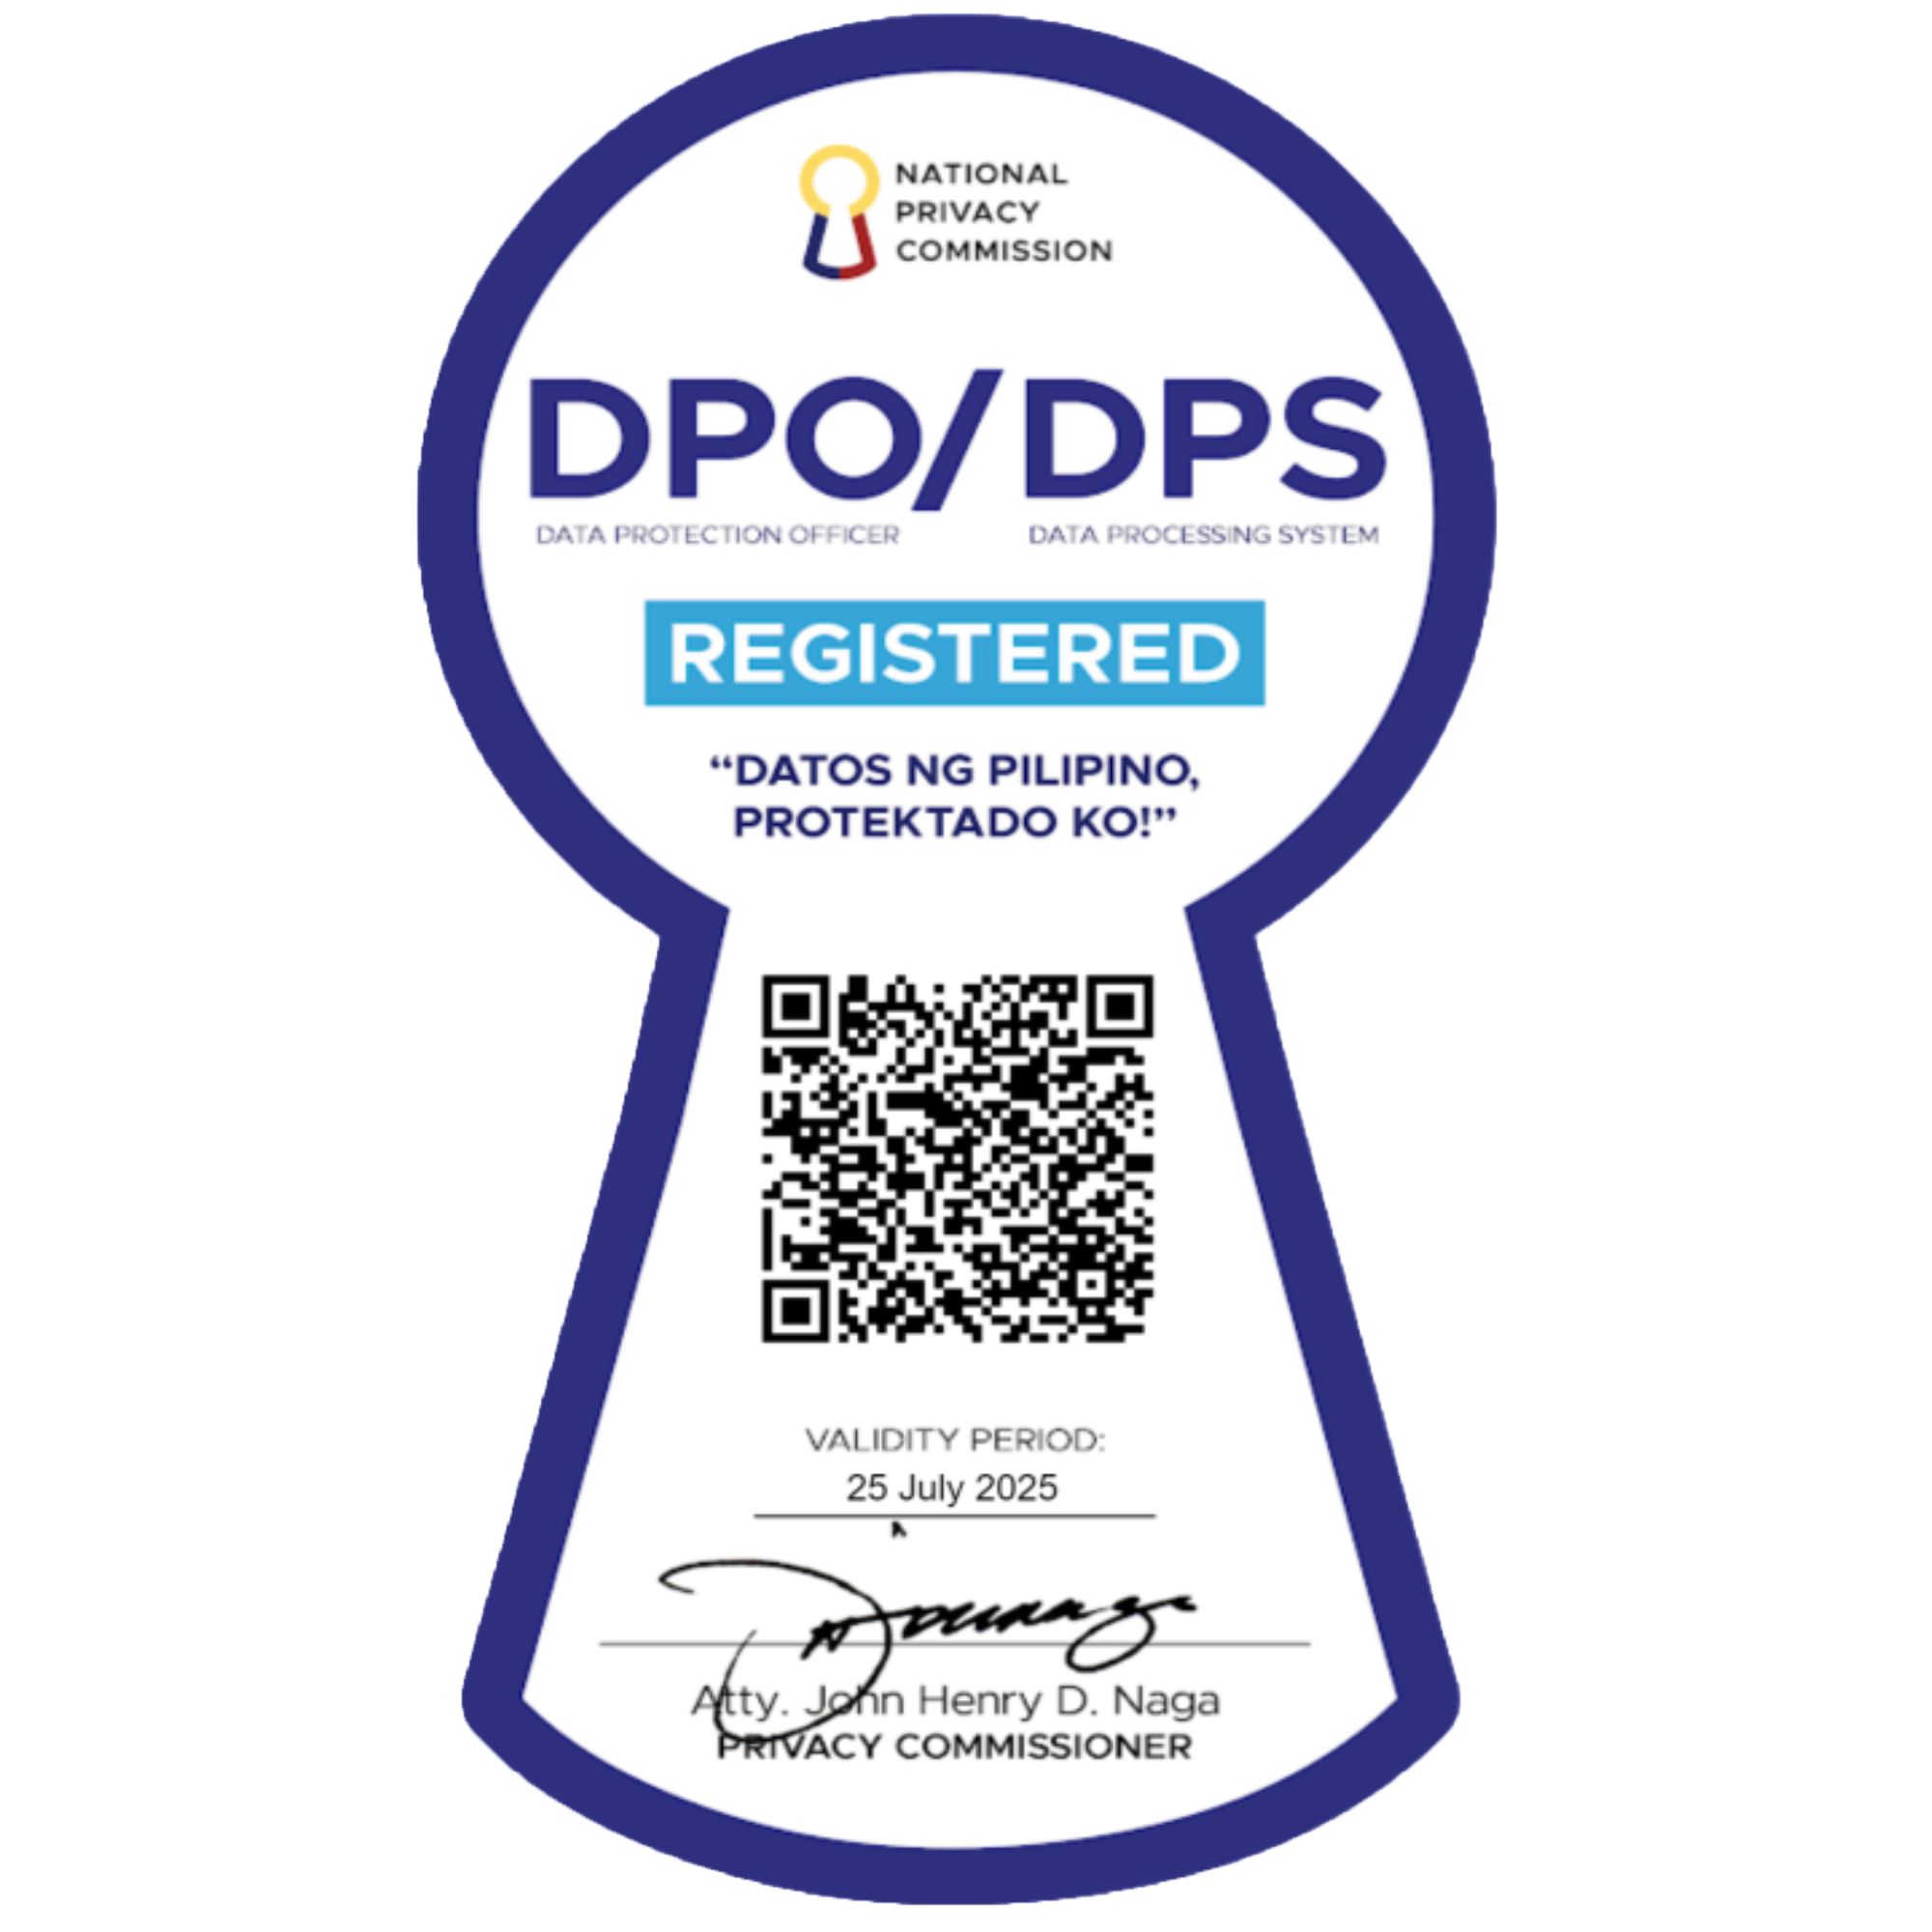 NATIONAL
PRIVACY
COMMISSION
DPO/DPS
DATA PROTECTION OFFICER DATA PROCESSING SYSTEM
REGISTERED
“DATOS NG PILIPINO,
PROTEKTADO KO!”
VALIDITY PERIOD:
25 July 2025
Atty. John Henry D. Naga
PRIVACY COMMISSIONER